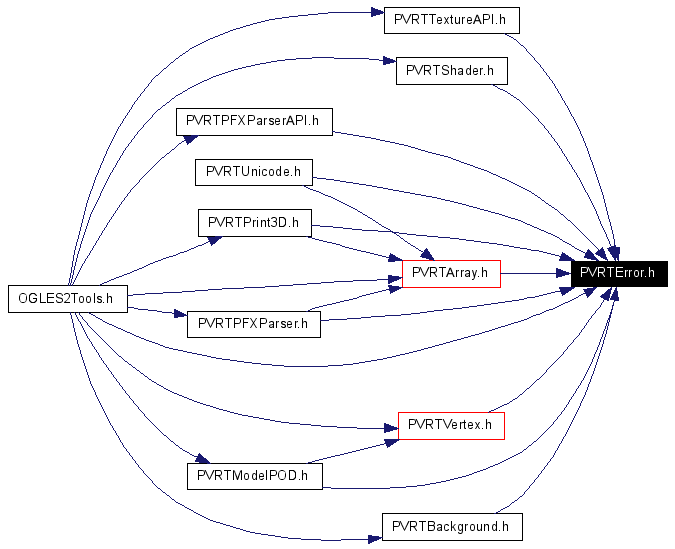 PVRTTextureAPI.h
PVRTShader.h
PVRTPFXParserAPI.h
PVRTUnicode.h
PVRTPrint3D.h
PVRTArray.h
PVRTError.h
OGLES2Tools.h
PVRTPFXParser.h
PVRTVertex.h
PVRTModelPOD.h
PVRTBackground.h